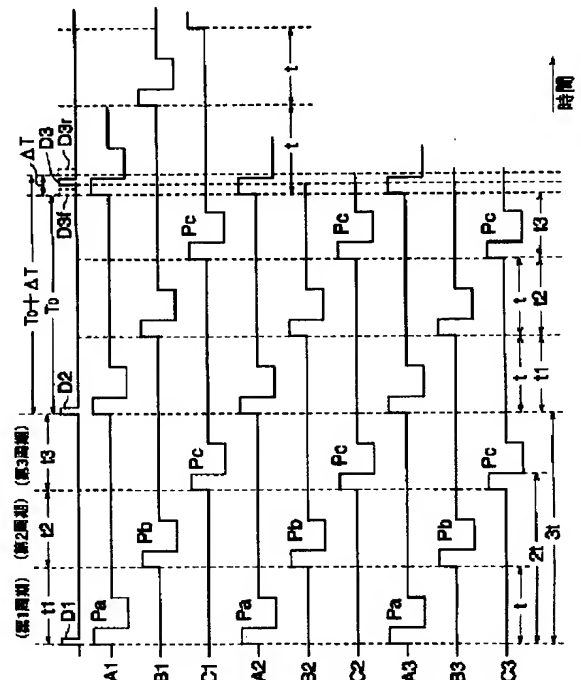 (第1周期) (第2周期) (第3周期)
t1 t2 t3
T₀+ΔT
T₀
ΔT
D1
D2
D3f
D3
D3r
A1
Pa
B1
Pb
C1
Pc
Pc
A2
Pa
B2
Pb
C2
Pc
Pc
A3
Pa
B3
Pb
C3
Pc
Pc
t
t
t
t
t
t1
t2
t3
2t
3t
時間